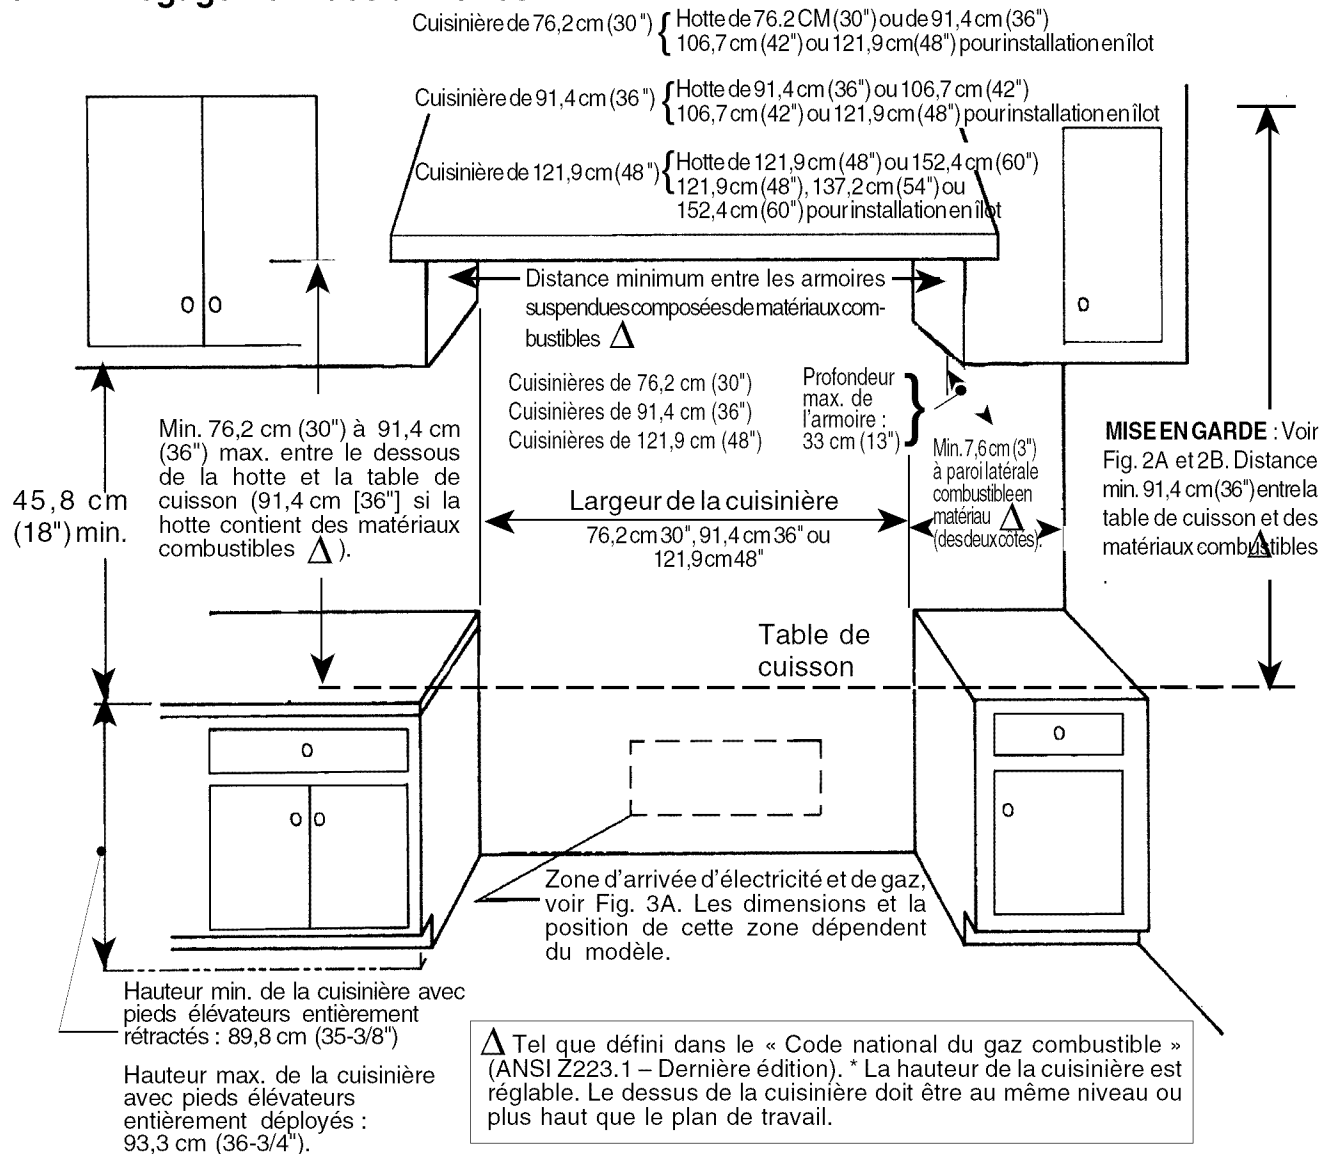 Cuisinière de 76,2 cm (30") { Hotte de 76.2 CM (30") ou de 91,4 cm (36")
106,7 cm (42") ou 121,9 cm (48") pour installation en îlot
Cuisinière de 91,4 cm (36") { Hotte de 91,4 cm (36") ou 106,7 cm (42")
106,7 cm (42") ou 121,9 cm (48") pour installation en îlot
Cuisinière de 121,9 cm (48") { Hotte de 121,9 cm (48") ou 152,4 cm (60")
121,9 cm (48"), 137,2 cm (54") ou
152,4 cm (60") pour installation en îlot
Distance minimum entre les armoires
suspendues composées de matériaux com-
bustibles Δ
Cuisinières de 76,2 cm (30")
Cuisinières de 91,4 cm (36")
Cuisinières de 121,9 cm (48")
Profondeur
max. de
l'armoire :
33 cm (13")
Min. 7,6 cm (3")
à paroi latérale
combustible en
matériau Δ
(des deux côtés).
MISE EN GARDE : Voir
Fig. 2A et 2B. Distance
min. 91,4 cm (36") entre la
table de cuisson et des
matériaux combustibles Δ
45,8 cm
(18") min.
Min. 76,2 cm (30") à 91,4 cm
(36") max. entre le dessous
de la hotte et la table de
cuisson (91,4 cm [36"] si la
hotte contient des matériaux
combustibles Δ ).
Largeur de la cuisinière
76,2 cm 30", 91,4 cm 36" ou
121,9 cm 48"
Table de
cuisson
Zone d'arrivée d'électricité et de gaz,
voir Fig. 3A. Les dimensions et la
position de cette zone dépendent
du modèle.
Hauteur min. de la cuisinière avec
pieds élévateurs entièrement
rétractés : 89,8 cm (35-3/8")
Hauteur max. de la cuisinière
avec pieds élévateurs
entièrement déployés :
93,3 cm (36-3/4").
Δ Tel que défini dans le « Code national du gaz combustible »
(ANSI Z223.1 – Dernière édition). * La hauteur de la cuisinière est
réglable. Le dessus de la cuisinière doit être au même niveau ou
plus haut que le plan de travail.